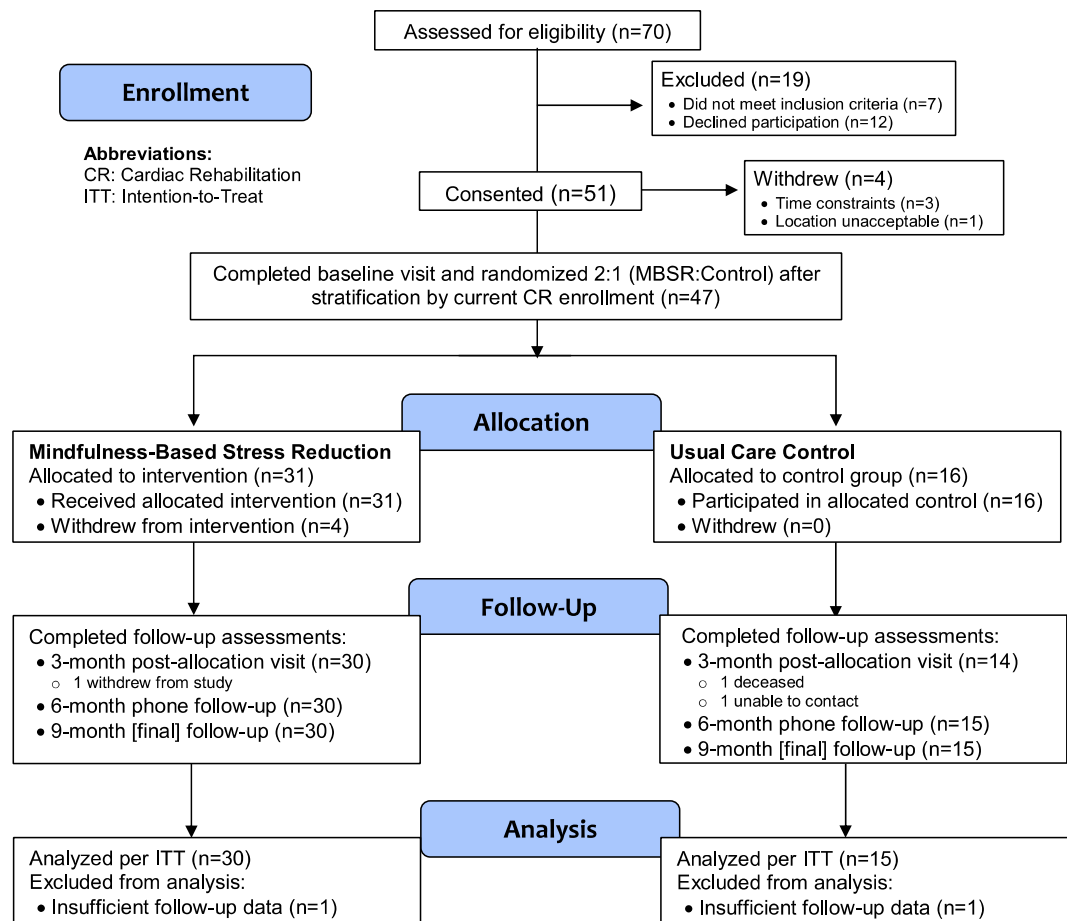 Assessed for eligibility (n=70)
Enrollment
Excluded (n=19)
• Did not meet inclusion criteria (n=7)
• Declined participation (n=12)
Abbreviations:
CR: Cardiac Rehabilitation
ITT: Intention-to-Treat
Consented (n=51)
Withdrew (n=4)
• Time constraints (n=3)
• Location unacceptable (n=1)
Completed baseline visit and randomized 2:1 (MBSR:Control) after
stratification by current CR enrollment (n=47)
Allocation
Mindfulness-Based Stress Reduction
Allocated to intervention (n=31)
• Received allocated intervention (n=31)
• Withdrew from intervention (n=4)
Usual Care Control
Allocated to control group (n=16)
• Participated in allocated control (n=16)
• Withdrew (n=0)
Follow-Up
Completed follow-up assessments:
• 3-month post-allocation visit (n=30)
o 1 withdrew from study
• 6-month phone follow-up (n=30)
• 9-month [final] follow-up (n=30)
Completed follow-up assessments:
• 3-month post-allocation visit (n=14)
o 1 deceased
o 1 unable to contact
• 6-month phone follow-up (n=15)
• 9-month [final] follow-up (n=15)
Analysis
Analyzed per ITT (n=30)
Excluded from analysis:
• Insufficient follow-up data (n=1)
Analyzed per ITT (n=15)
Excluded from analysis:
• Insufficient follow-up data (n=1)